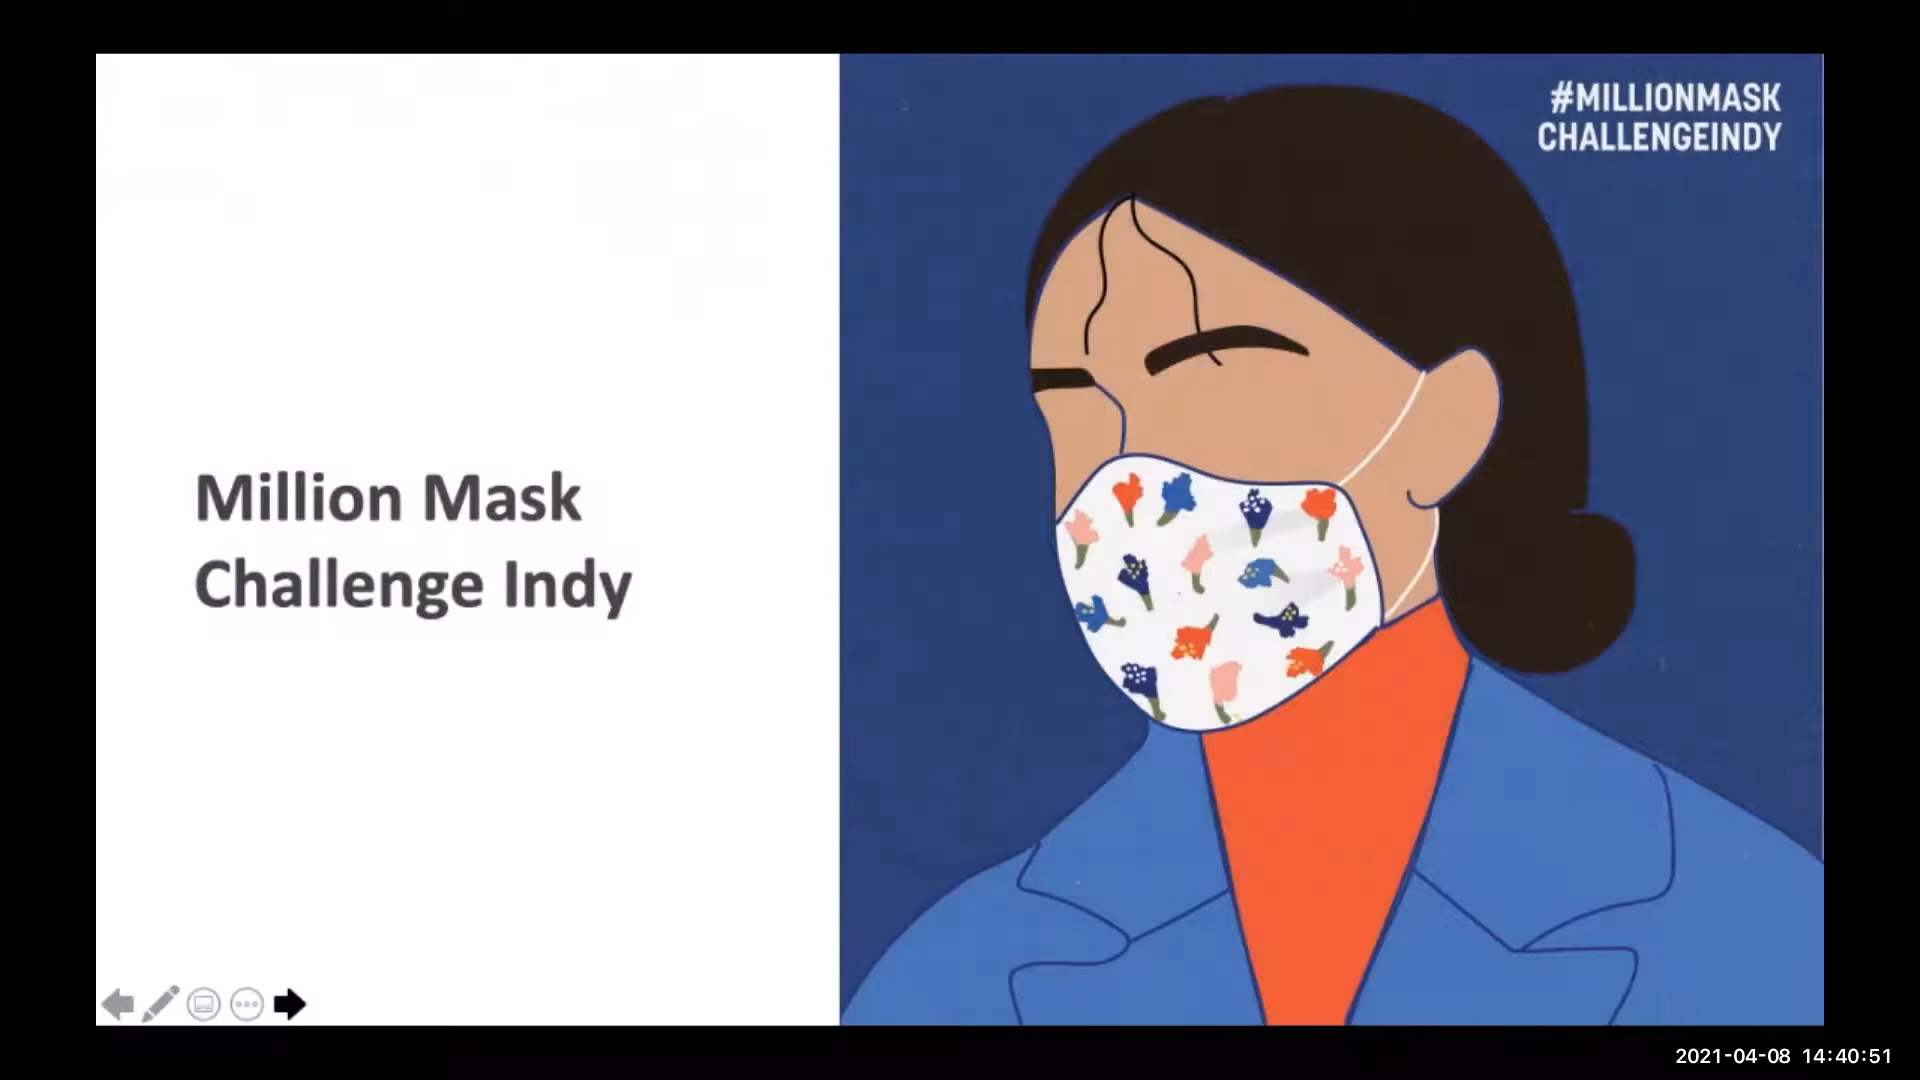 #MILLIONMASK
CHALLENGEINDY
Million Mask
Challenge Indy
2021-04-08 14:40:51